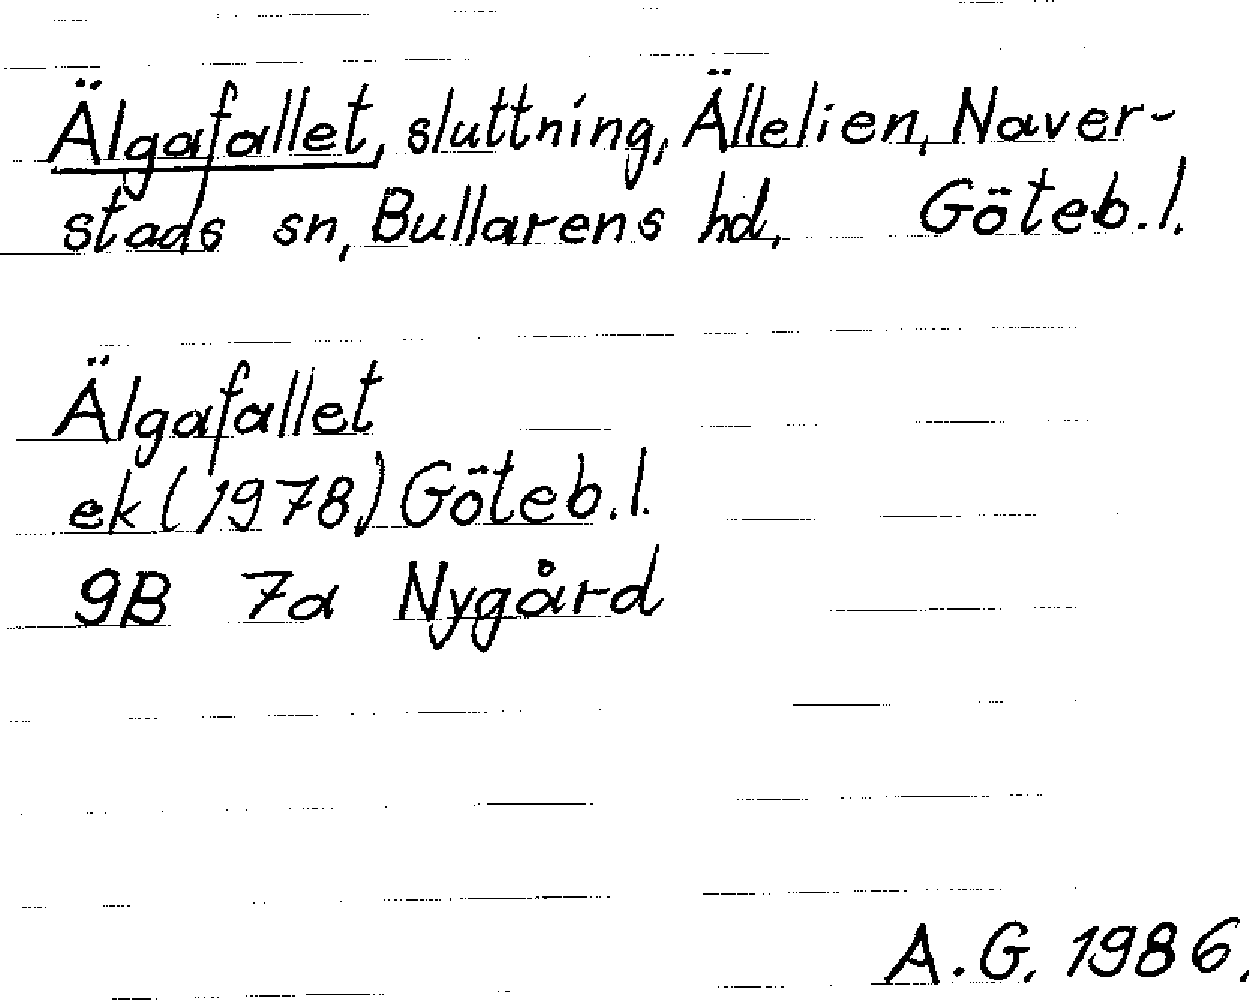 Älgafallet, sluttning, Ällelien, Naver-
stads sn, Bullarens hd. Göteb.l.
Älgafallet
ek (1978) Göteb.l.
9B 7a Nygård
A.G. 1986.